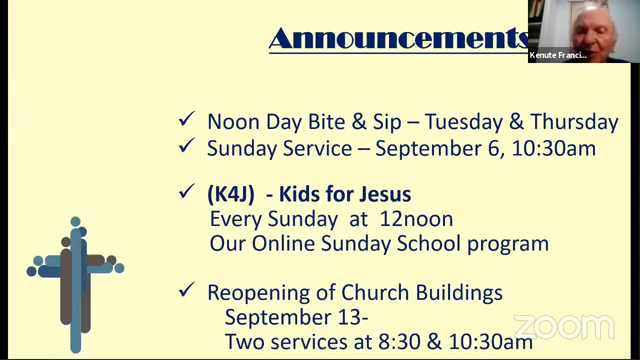 Announcements
Kenute Franci...
✓ Noon Day Bite & Sip – Tuesday & Thursday
✓ Sunday Service – September 6, 10:30am
✓ (K4J) - Kids for Jesus
Every Sunday at 12noon
Our Online Sunday School program
✓ Reopening of Church Buildings
September 13-
Two services at 8:30 & 10:30am
zoom